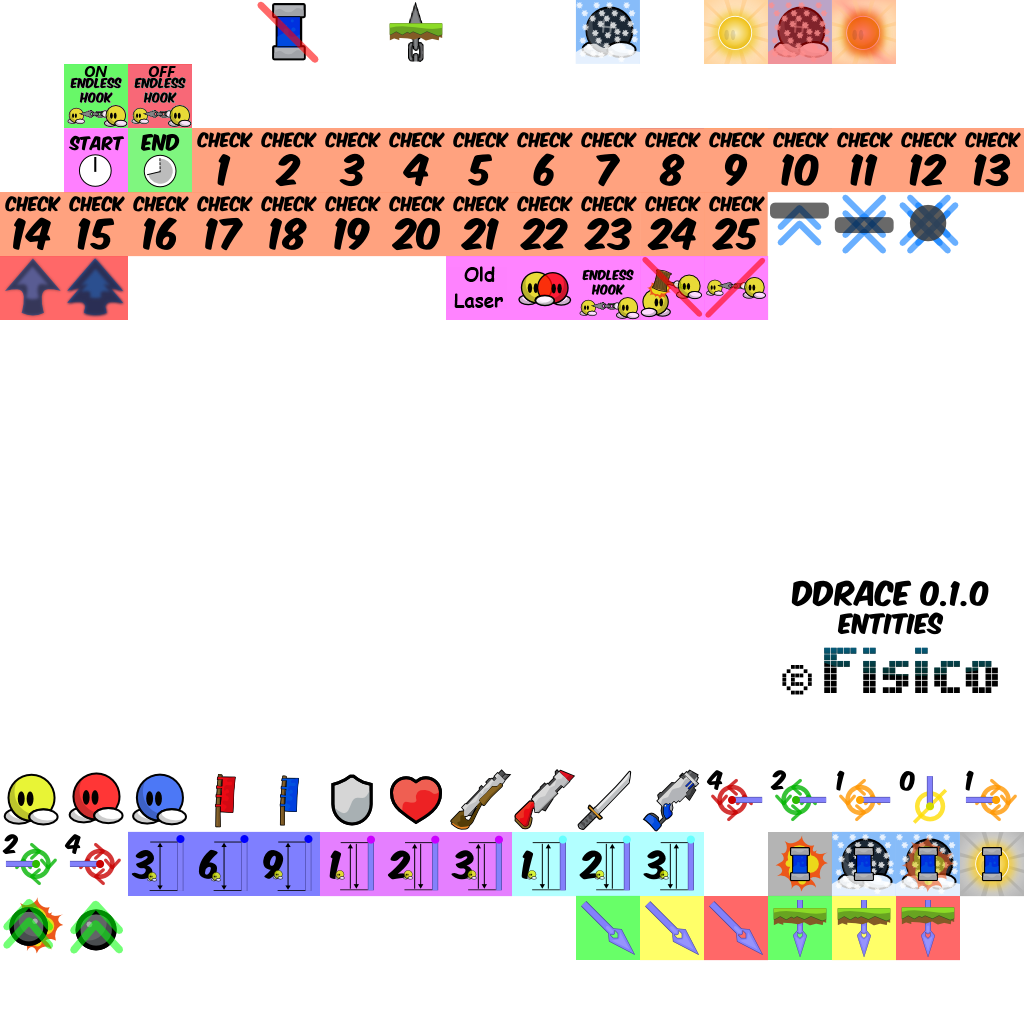 ON OFF
ENDLESS ENDLESS
HOOK HOOK
START END CHECK CHECK CHECK CHECK CHECK CHECK CHECK CHECK CHECK CHECK CHECK CHECK CHECK
1 2 3 4 5 6 7 8 9 10 11 12 13
CHECK CHECK CHECK CHECK CHECK CHECK CHECK CHECK CHECK CHECK CHECK CHECK
14 15 16 17 18 19 20 21 22 23 24 25
Old ENDLESS
Laser HOOK
DDRACE 0.1.0
ENTITIES
© Fisico
4 2 1 0 1
2 4
3 6 9 1 2 3 1 2 3